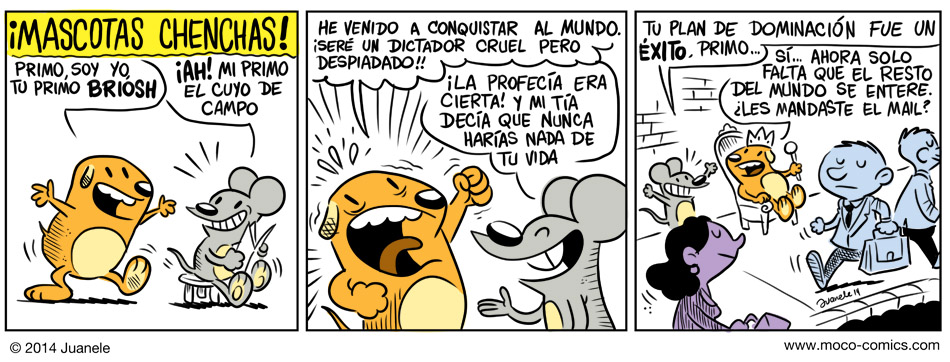 ¡MASCOTAS CHENCHAS!
PRIMO, SOY YO,
TU PRIMO BRIOSH
¡AH! MI PRIMO
EL CUYO DE
CAMPO
HE VENIDO A CONQUISTAR AL MUNDO.
¡SERÉ UN DICTADOR CRUEL PERO
DESPIADADO!!
¡LA PROFECÍA ERA
CIERTA! Y MI TÍA
DECÍA QUE NUNCA
HARÍAS NADA DE
TU VIDA
TU PLAN DE DOMINACIÓN FUE UN
ÉXITO, PRIMO...
SÍ... AHORA SOLO
FALTA QUE EL RESTO
DEL MUNDO SE ENTERE.
¿LES MANDASTE EL MAIL?
Juanele 14
© 2014 Juanele
www.moco-comics.com